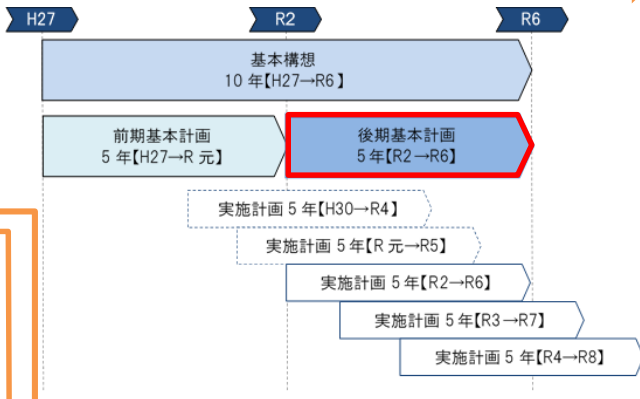 H27
R2
R6
基本構想
10 年【H27→R6】
前期基本計画
5 年【H27→R 元】
後期基本計画
5年【R2→R6】
実施計画 5 年【H30→R4】
実施計画 5 年【R 元→R5】
実施計画 5 年【R2→R6】
実施計画 5 年【R3→R7】
実施計画 5 年【R4→R8】